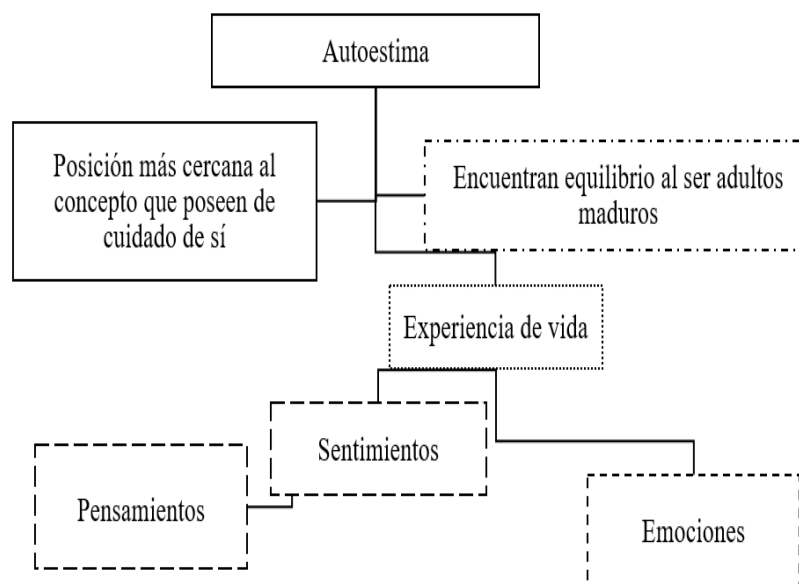 Autoestima
Posición más cercana al
concepto que poseen de
cuidado de sí
Encuentran equilibrio al ser adultos
maduros
Experiencia de vida
Sentimientos
Pensamientos
Emociones